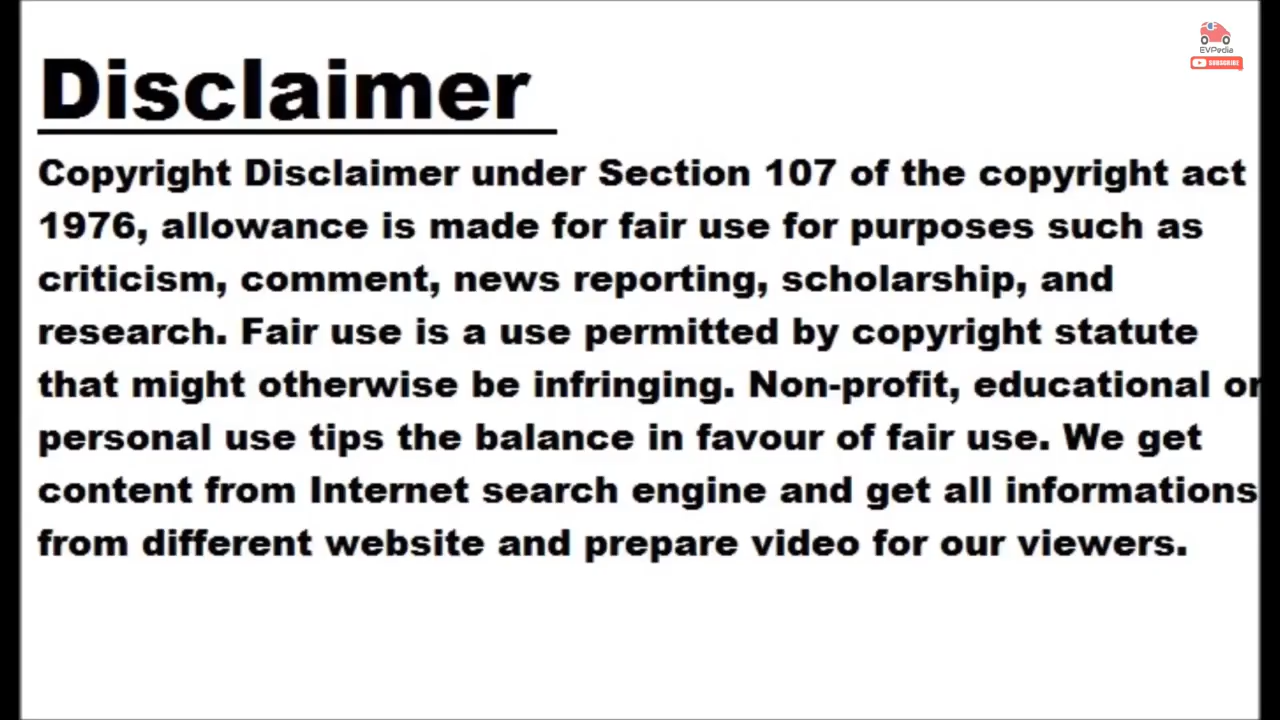 EVPedia
SUBSCRIBE
Disclaimer
Copyright Disclaimer under Section 107 of the copyright act
1976, allowance is made for fair use for purposes such as
criticism, comment, news reporting, scholarship, and
research. Fair use is a use permitted by copyright statute
that might otherwise be infringing. Non-profit, educational or
personal use tips the balance in favour of fair use. We get
content from Internet search engine and get all informations
from different website and prepare video for our viewers.